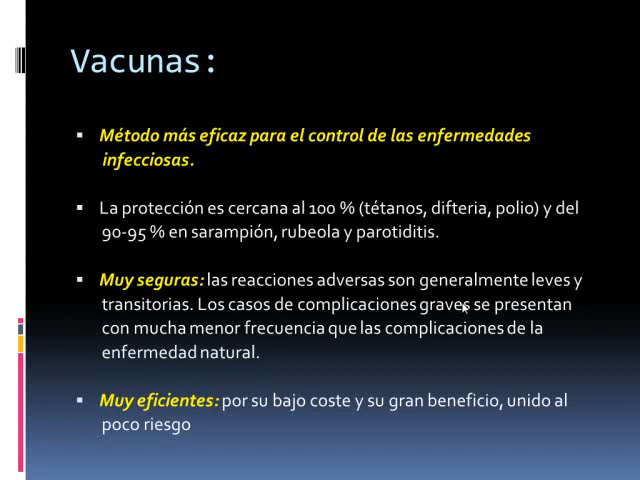 Vacunas:
Método más eficaz para el control de las enfermedades
infecciosas.
La protección es cercana al 100 % (tétanos, difteria, polio) y del
90-95 % en sarampión, rubeola y parotiditis.
Muy seguras: las reacciones adversas son generalmente leves y
transitorias. Los casos de complicaciones graves se presentan
con mucha menor frecuencia que las complicaciones de la
enfermedad natural.
Muy eficientes: por su bajo coste y su gran beneficio, unido al
poco riesgo